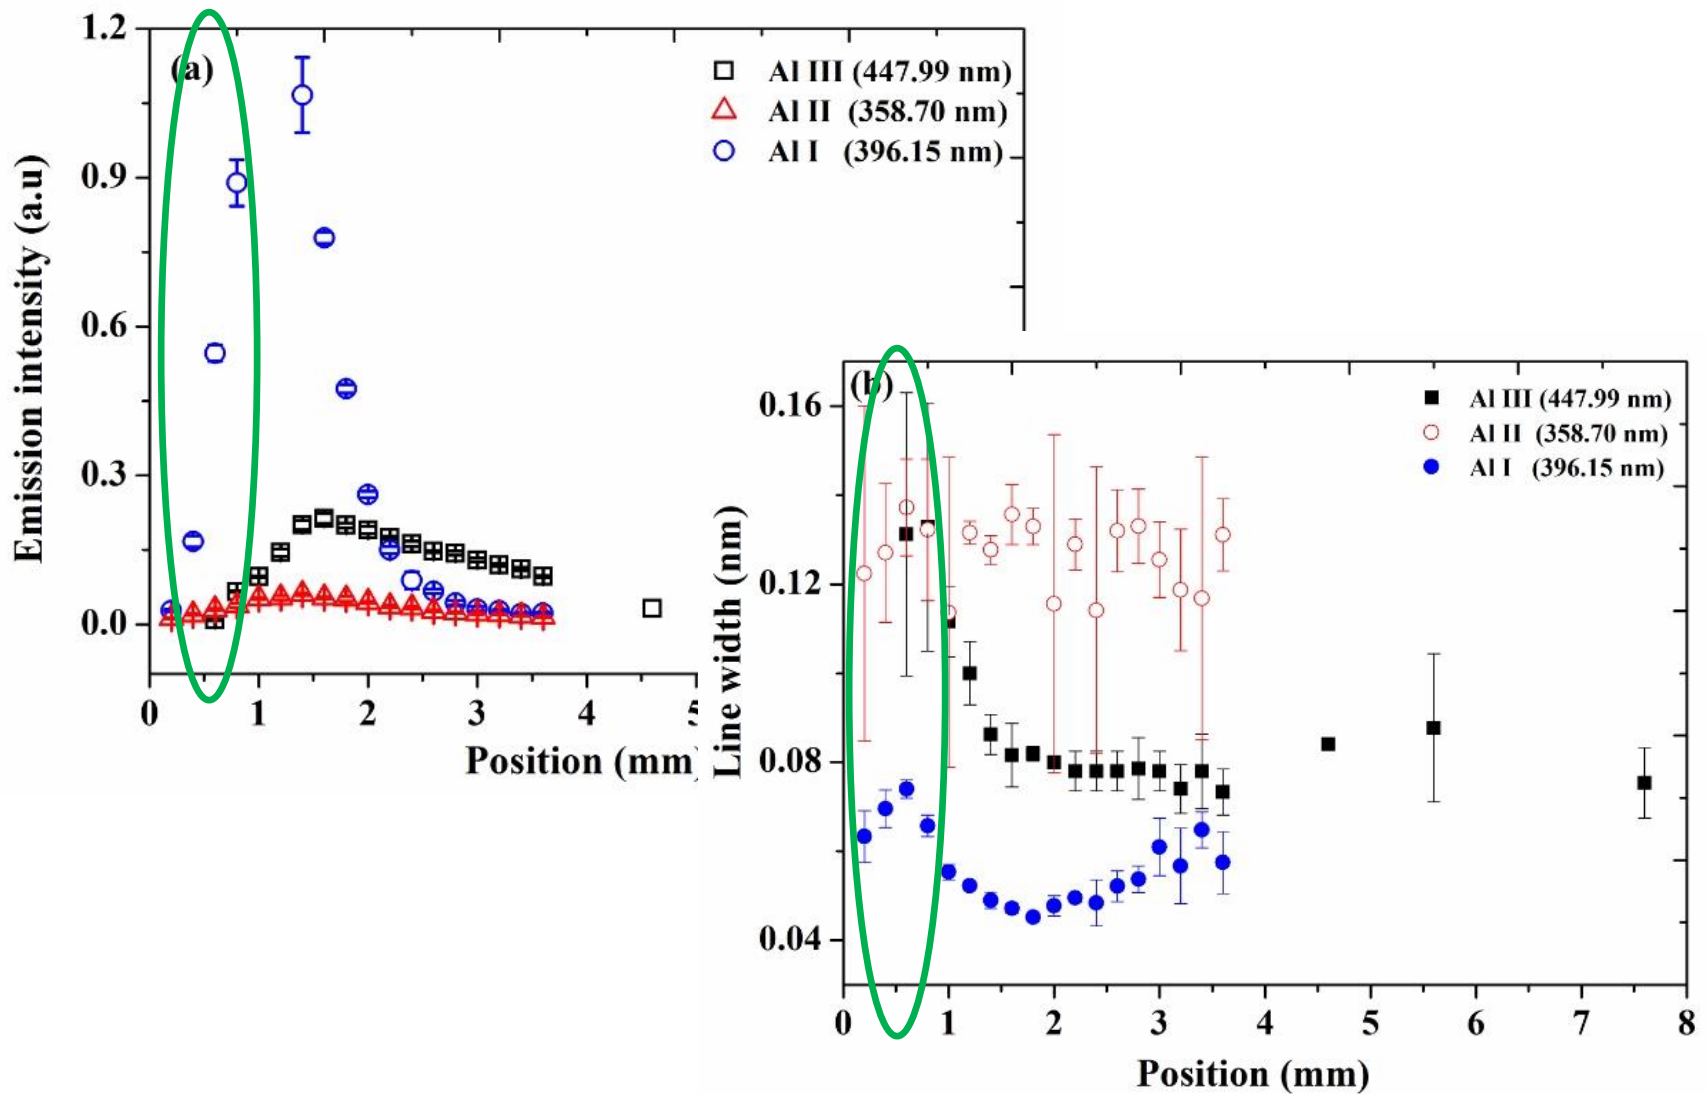 (a)
Al III (447.99 nm)
Al II (358.70 nm)
Al I (396.15 nm)
Emission intensity (a.u)
1.2
0.9
0.6
0.3
0.0
0 1 2 3 4 5
Position (mm)
(b)
Al III (447.99 nm)
Al II (358.70 nm)
Al I (396.15 nm)
Line width (nm)
0.16
0.12
0.08
0.04
0 1 2 3 4 5 6 7 8
Position (mm)